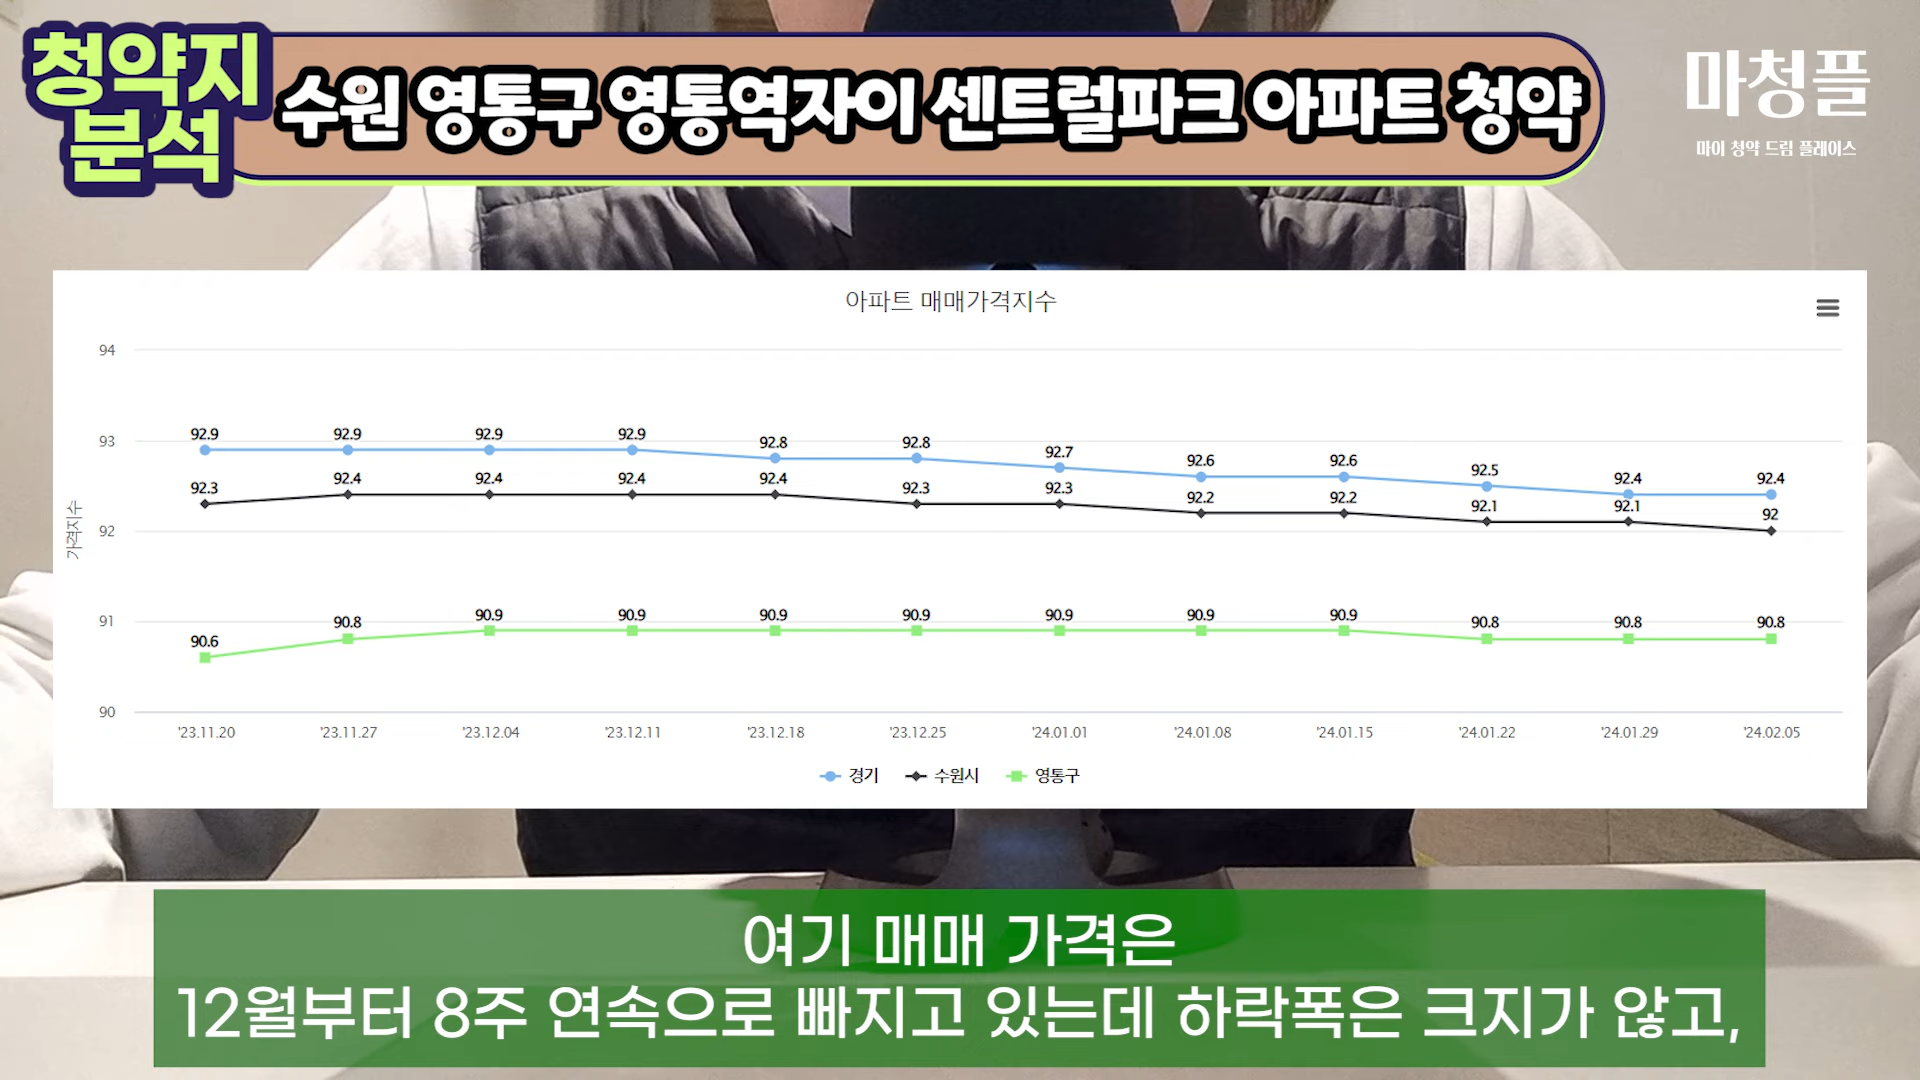 청약지
분석
수원 영통구 영통역자이 센트럴파크 아파트 청약
마청플
마이 청약 드림 플레이스
아파트 매매가격지수
94
93
92
91
90
가격지수
92.9 92.9 92.9 92.9 92.8 92.8 92.7 92.6 92.6 92.5 92.4 92.4
92.3 92.4 92.4 92.4 92.4 92.3 92.3 92.2 92.2 92.1 92.1 92
90.6 90.8 90.9 90.9 90.9 90.9 90.9 90.9 90.9 90.8 90.8 90.8
'23.11.20 '23.11.27 '23.12.04 '23.12.11 '23.12.18 '23.12.25 '24.01.01 '24.01.08 '24.01.15 '24.01.22 '24.01.29 '24.02.05
경기 수원시 영통구
여기 매매 가격은
12월부터 8주 연속으로 빠지고 있는데 하락폭은 크지가 않고,